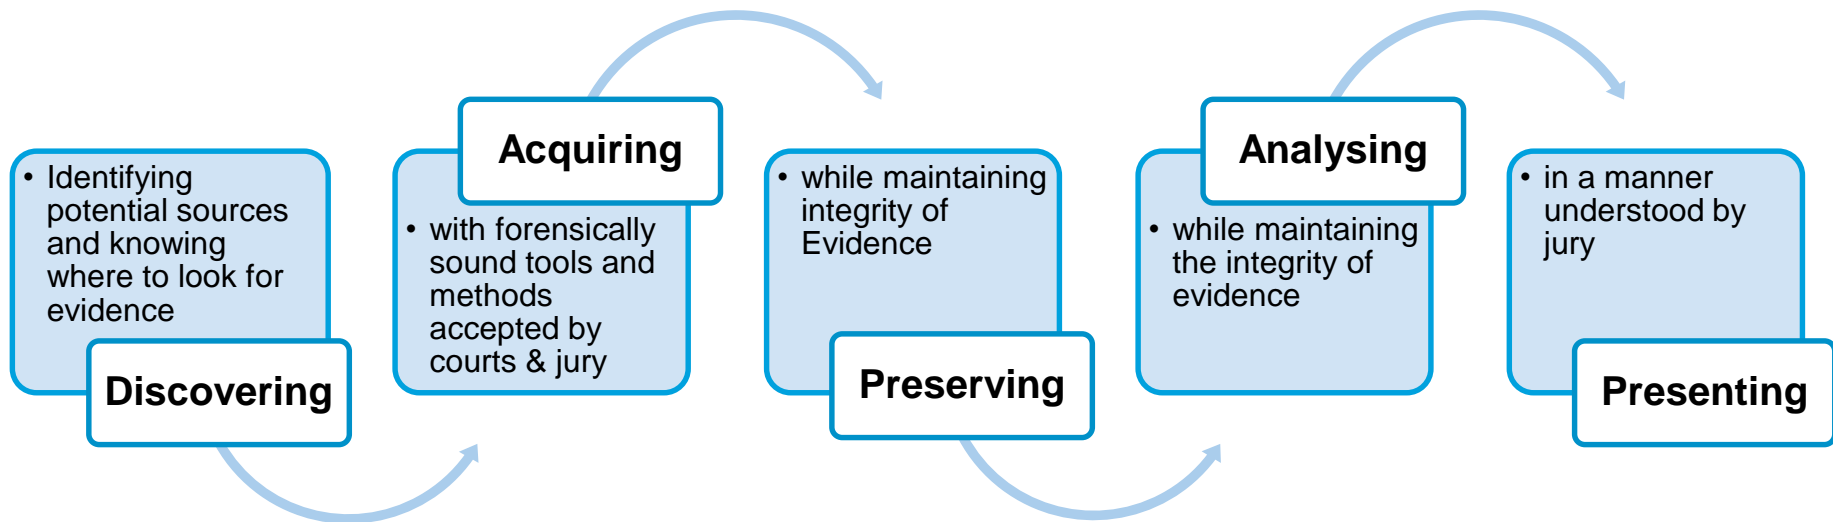 • Identifying
potential sources
and knowing
where to look for
evidence
Discovering
Acquiring
• with forensically
sound tools and
methods
accepted by
courts & jury
• while maintaining
integrity of
Evidence
Preserving
Analysing
• while maintaining
the integrity of
evidence
• in a manner
understood by
jury
Presenting